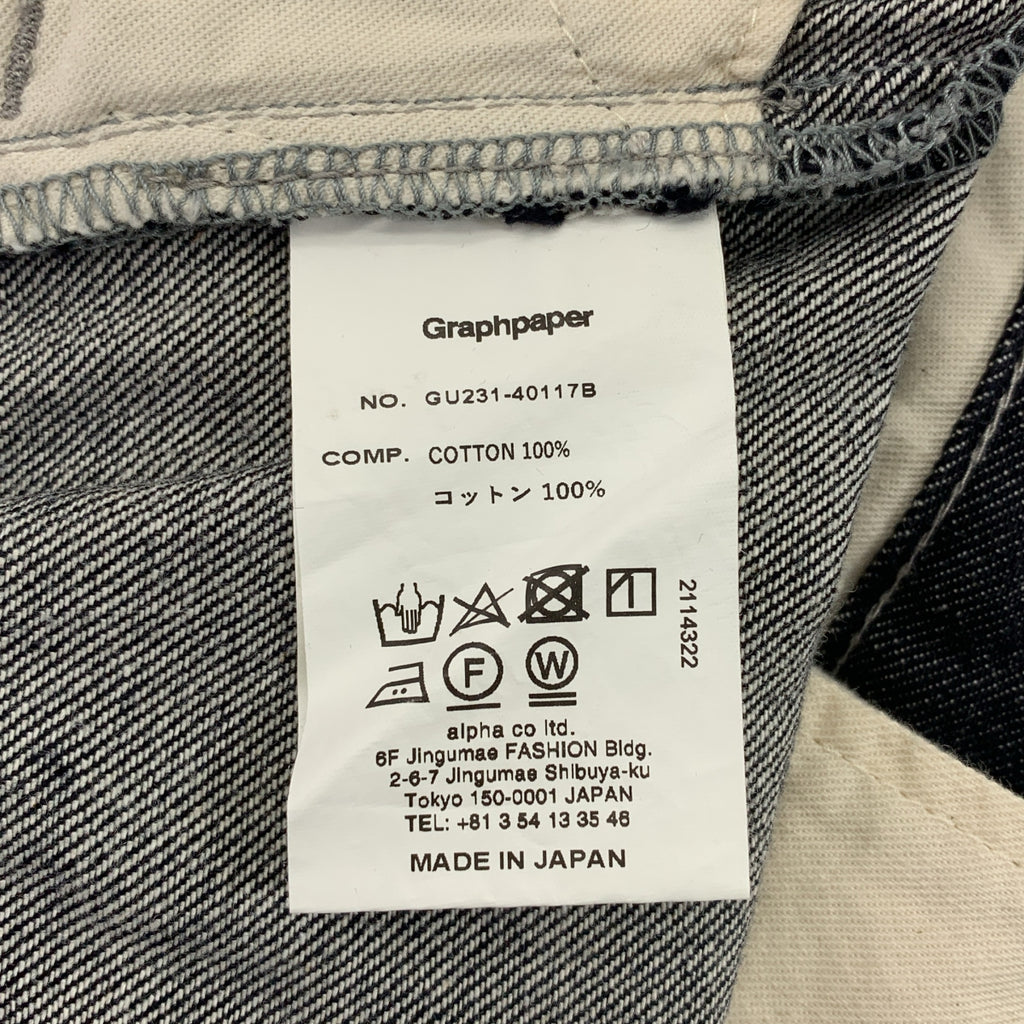 Graphpaper
NO. GU231-40117B
COMP. COTTON 100%
コットン 100%
2114322
F W
alpha co ltd.
6F Jingumae FASHION Bldg.
2-6-7 Jingumae Shibuya-ku
Tokyo 150-0001 JAPAN
TEL: +81 3 54 13 35 46
MADE IN JAPAN